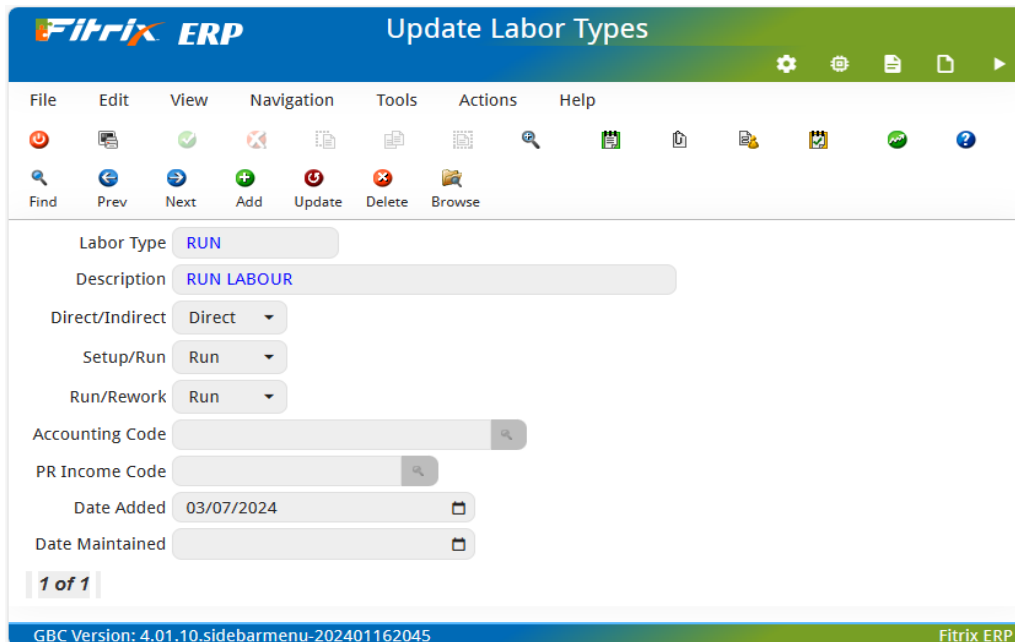 Fitrix ERP
Update Labor Types
File Edit View Navigation Tools Actions Help
Find Prev Next Add Update Delete Browse
Labor Type RUN
Description RUN LABOUR
Direct/Indirect Direct
Setup/Run Run
Run/Rework Run
Accounting Code
PR Income Code
Date Added 03/07/2024
Date Maintained
1 of 1
GBC Version: 4.01.10.sidebarmenu-202401162045 Fitrix ERP